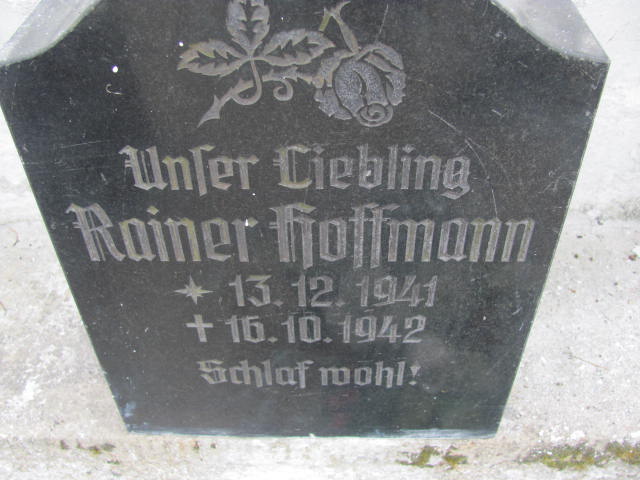 Unser Liebling
Rainer Hoffmann
* 13.12.1941
+ 16.10.1942
Schlaf wohl!